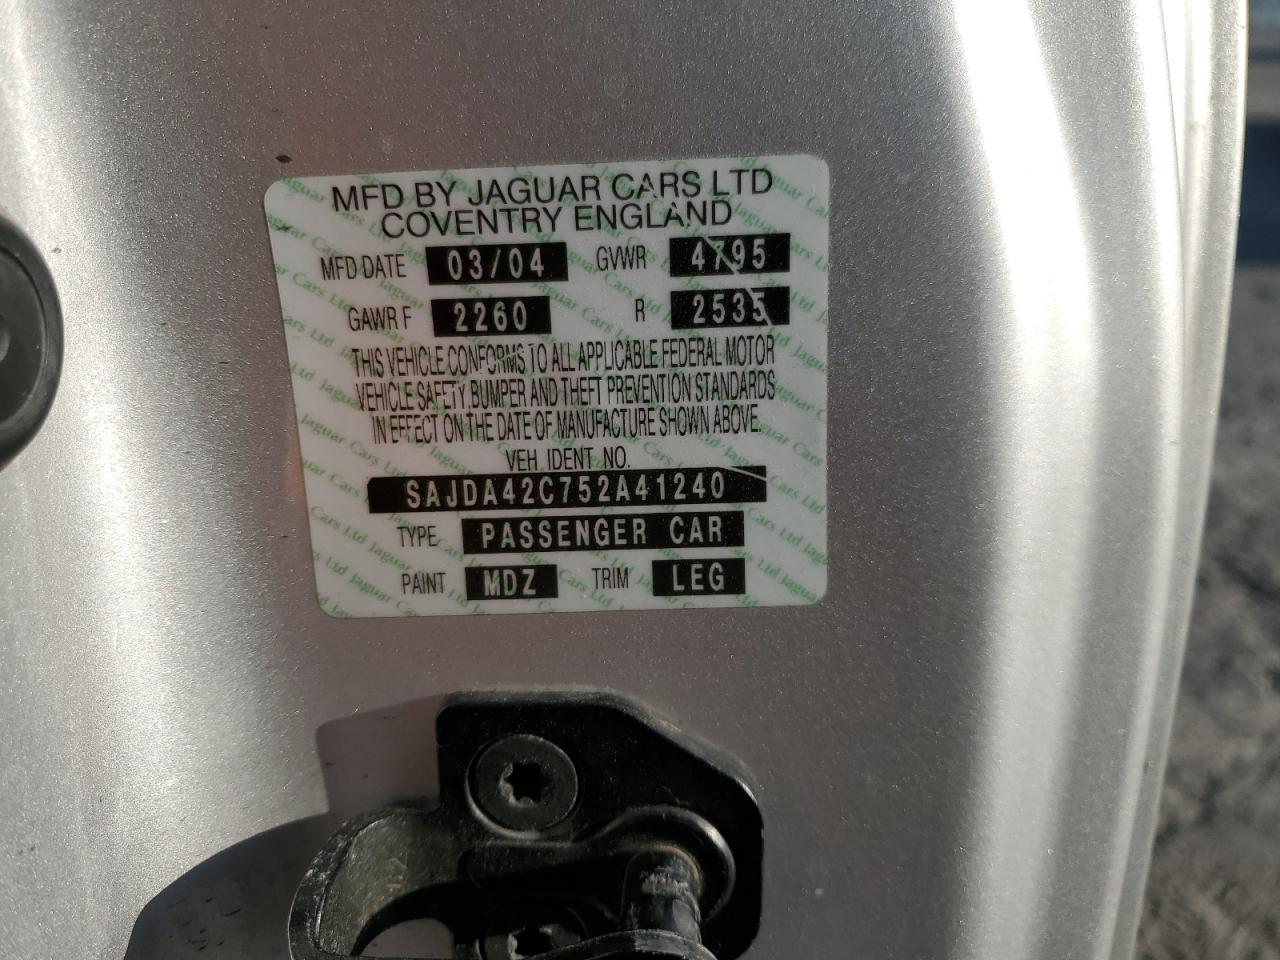 MFD BY JAGUAR CARS LTD
COVENTRY ENGLAND
MFD DATE 03/04 GVWR 4795
GAWR F 2260 R 2535
THIS VEHICLE CONFORMS TO ALL APPLICABLE FEDERAL MOTOR
VEHICLE SAFETY BUMPER AND THEFT PREVENTION STANDARDS
IN EFFECT ON THE DATE OF MANUFACTURE SHOWN ABOVE.
VEH IDENT NO.
SAJDA42C752A41240
TYPE PASSENGER CAR
PAINT MDZ TRIM LEG